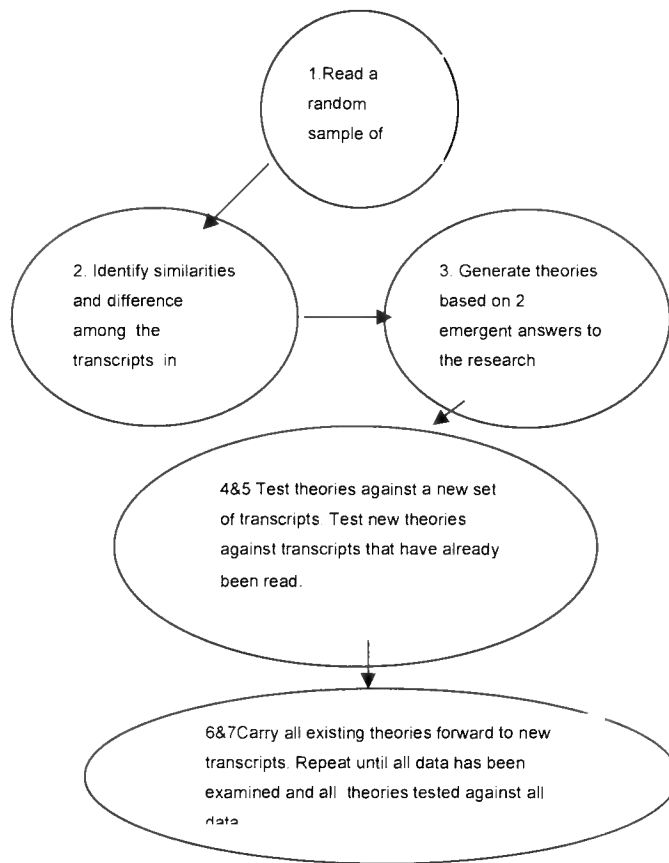 1.Read a
random
sample of
2. Identify similarities
and difference
among the
transcripts in
3. Generate theories
based on 2
emergent answers to
the research
4&5 Test theories against a new set
of transcripts. Test new theories
against transcripts that have already
been read.
6&7Carry all existing theories forward to new
transcripts. Repeat until all data has been
examined and all theories tested against all
data